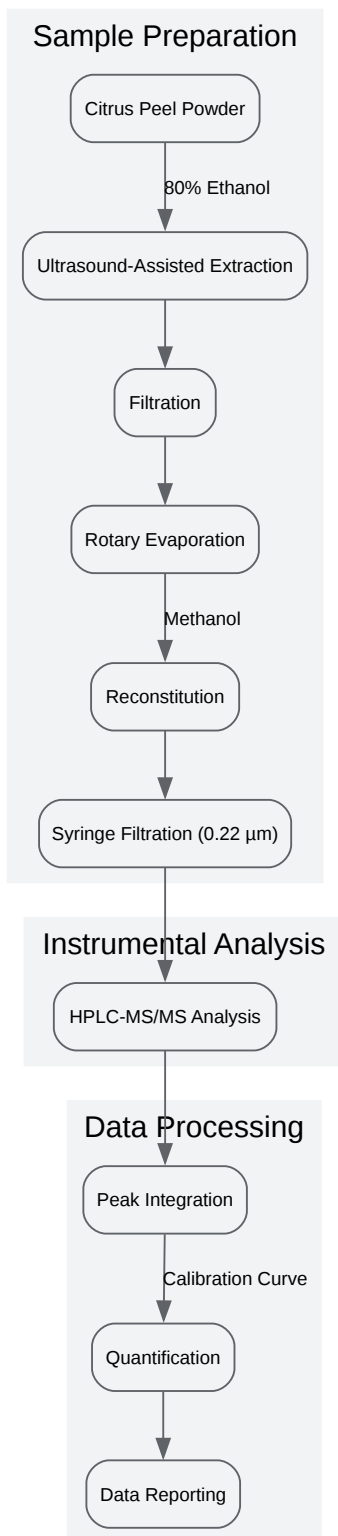 Sample Preparation
Citrus Peel Powder
80% Ethanol
Ultrasound-Assisted Extraction
Filtration
Rotary Evaporation
Methanol
Reconstitution
Syringe Filtration (0.22 µm)
Instrumental Analysis
HPLC-MS/MS Analysis
Data Processing
Peak Integration
Calibration Curve
Quantification
Data Reporting